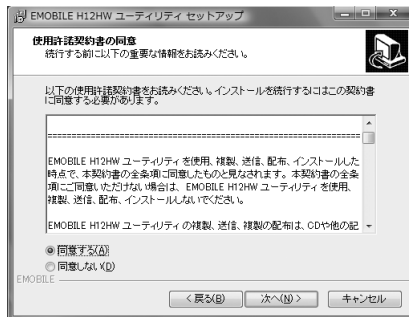 EMOBILE H12HW ユーティリティ セットアップ
使用許諾契約書の同意
続行する前に以下の重要な情報をお読みください。
以下の使用許諾契約書をお読みください。インストールを続行するにはこの契約書
に同意する必要があります。
==============================================================
EMOBILE H12HW ユーティリティ を使用、複製、送信、配布、インストールした
時点で、本契約書の全条項に同意したものと見なされます。本契約書の全条
項にご同意いただけない場合は、EMOBILE H12HW ユーティリティ を使用、
複製、送信、配布、インストールしないでください。
EMOBILE H12HW ユーティリティ の複製、送信、複製の配布は、CDや他の記
同意する(A)
同意しない(D)
EMOBILE
< 戻る(B)
次へ(N) >
キャンセル